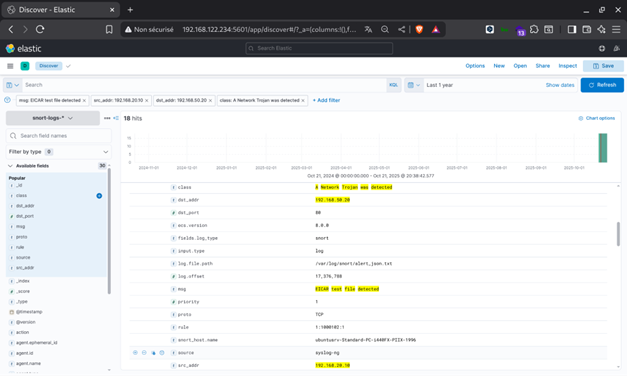 Discover - Elastic
Non sécurisé 192.168.122.234:5601/app/discover#/?_a=(columns:!(),f...
13
elastic
Search Elastic
D Discover
Options New Open Share Inspect Save
Search KQL Last 1 year Show dates Refresh
msg: EICAR test file detected × src_addr: 192.168.20.10 × dst_addr: 192.168.50.20 × class: A Network Trojan was detected × + Add filter
snort-logs-*
18 hits
Chart options
Search field names
Filter by type 0
Available fields 30
Popular
_id
class
dst_addr
dst_port
msg
proto
rule
source
src_addr
_index
_score
_type
@timestamp
@version
action
agent.ephemeral_id
agent.id
agent.name
15
10
5
0
2024-11-01 2024-12-01 2025-01-01 2025-02-01 2025-03-01 2025-04-01 2025-05-01 2025-06-01 2025-07-01 2025-08-01 2025-09-01 2025-10-01
Oct 21, 2024 @ 00:00:00.000 - Oct 21, 2025 @ 20:38:42.577
class A Network Trojan was detected
dst_addr 192.168.50.20
dst_port 80
ecs.version 8.0.0
fields.log_type snort
input.type log
log.file.path /var/log/snort/alert_json.txt
log.offset 17,376,788
msg EICAR test file detected
priority 1
proto TCP
rule 1:1000102:1
snort_host.name ubuntuserv-Standard-PC-i440FX-PIIX-1996
source syslog-ng
src_addr 192.168.20.10